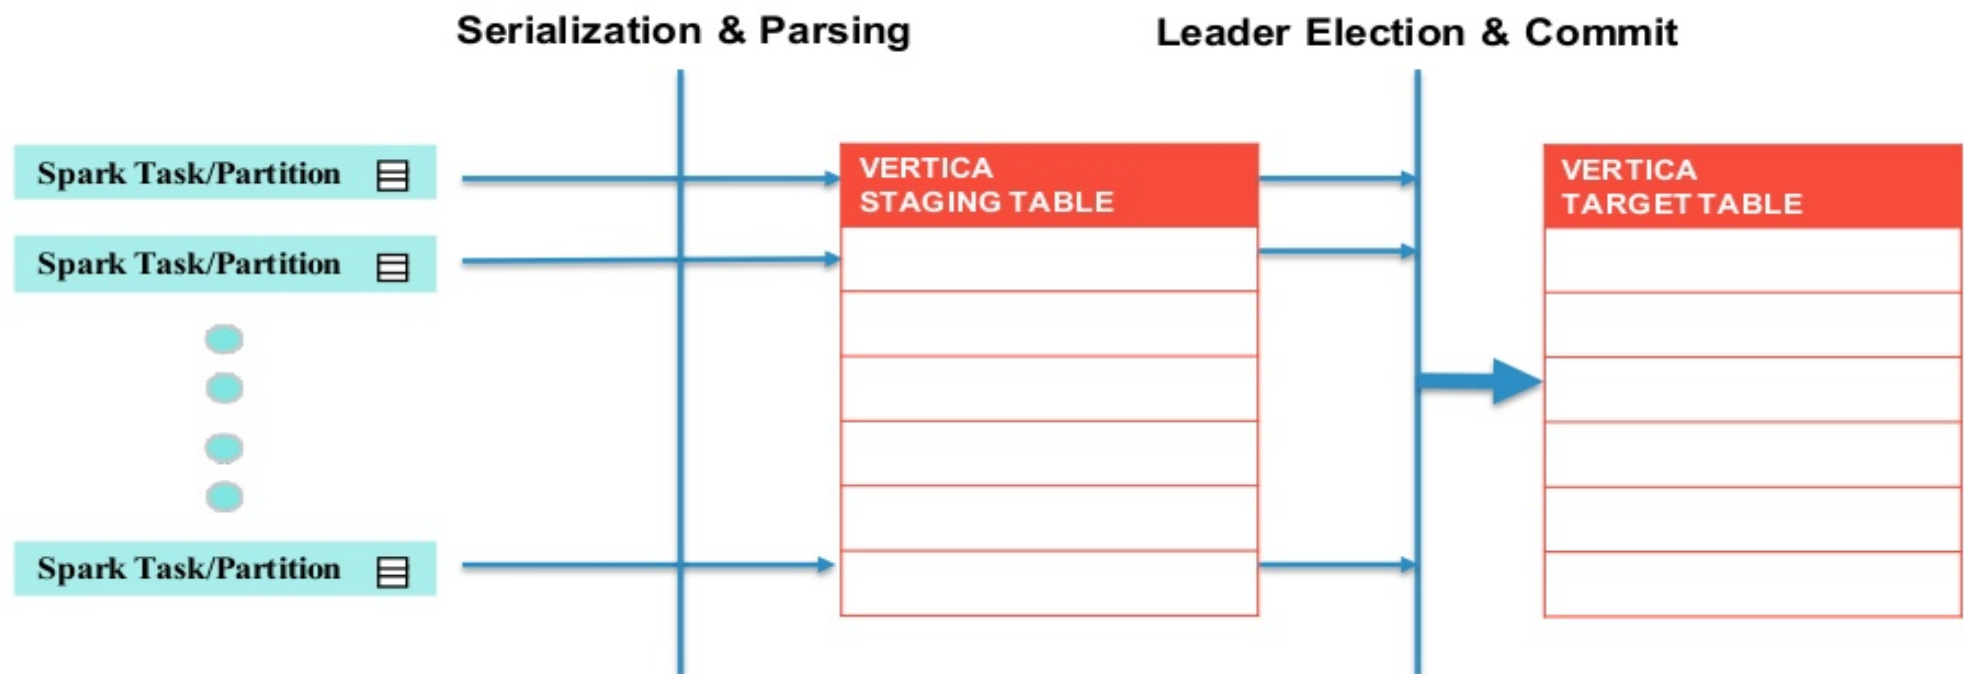 Serialization & Parsing
Leader Election & Commit
Spark Task/Partition
Spark Task/Partition
Spark Task/Partition
VERTICA
STAGING TABLE
VERTICA
TARGET TABLE